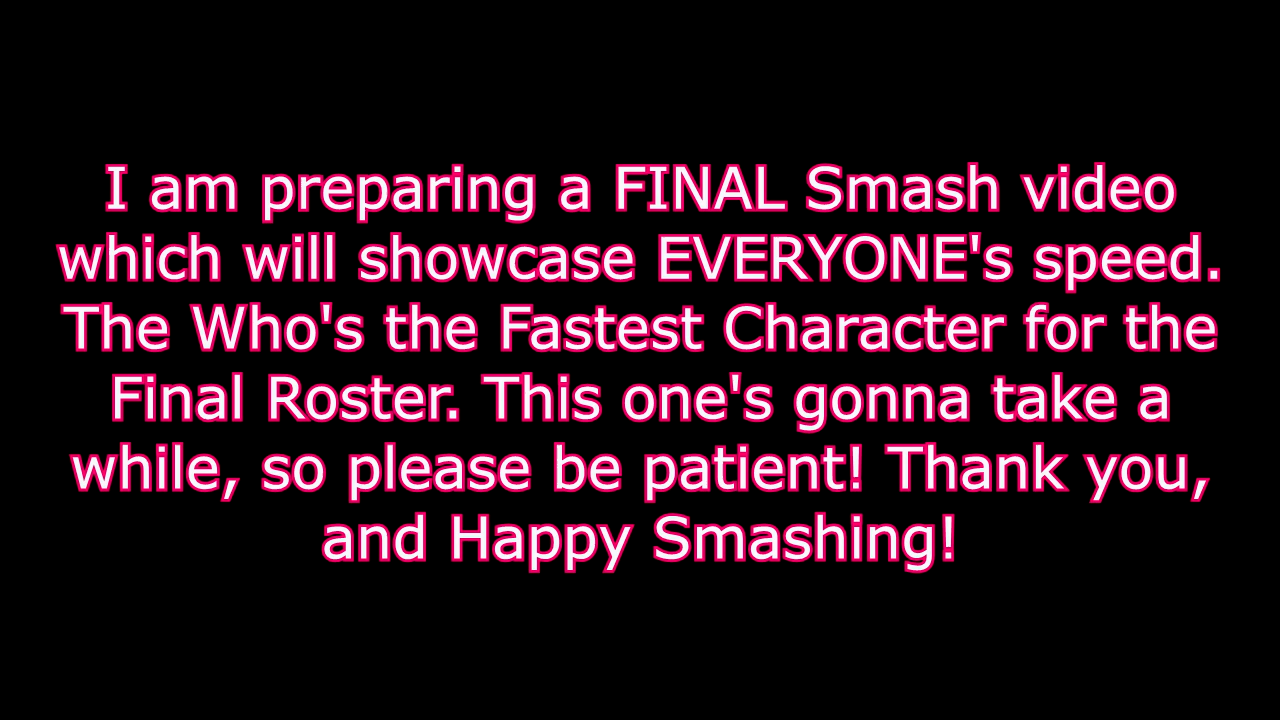 I am preparing a FINAL Smash video
which will showcase EVERYONE's speed.
The Who's the Fastest Character for the
Final Roster. This one's gonna take a
while, so please be patient! Thank you,
and Happy Smashing!